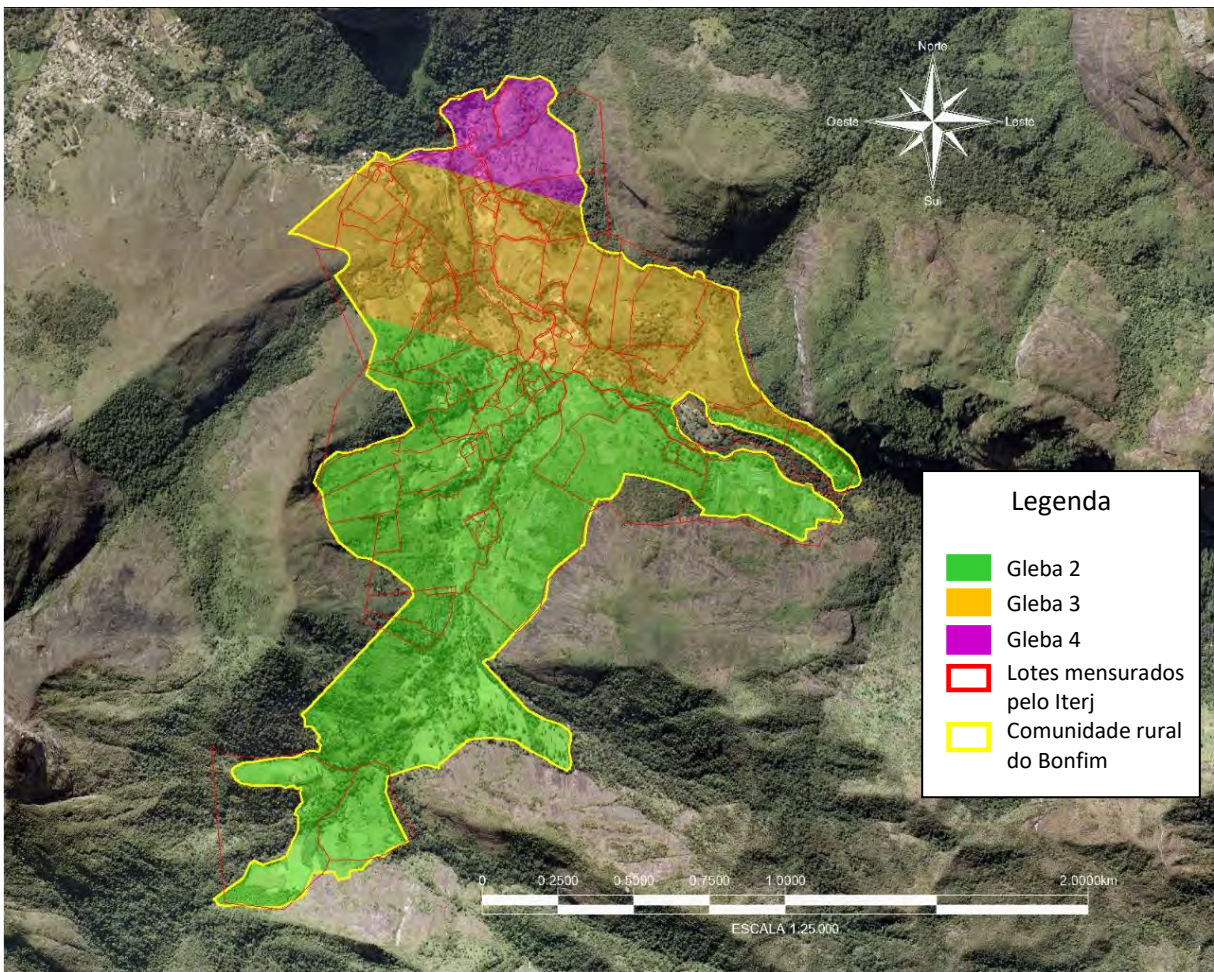 Norte
Oeste
Leste
Sul
Legenda
Gleba 2
Gleba 3
Gleba 4
Lotes mensurados
pelo Iterj
Comunidade rural
do Bonfim
0 0.2500 0.5000 0.7500 1.0000 2.0000km
ESCALA 1:25.000